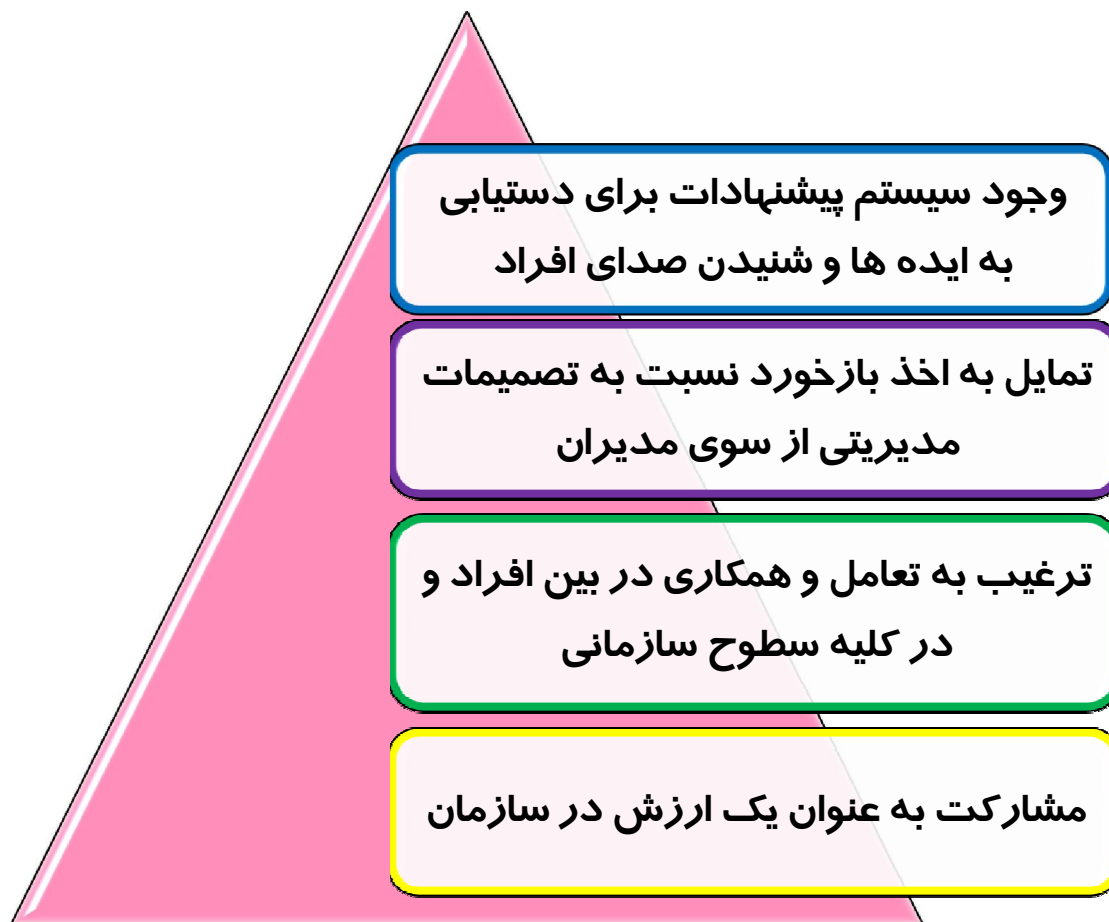 وجود سیستم پیشنهادات برای دستیابی
به ایده ها و شنیدن صدای افراد
تمایل به اخذ بازخورد نسبت به تصمیمات
مدیریتی از سوی مدیران
ترغیب به تعامل و همکاری در بین افراد و
در کلیه سطوح سازمانی
مشارکت به عنوان یک ارزش در سازمان